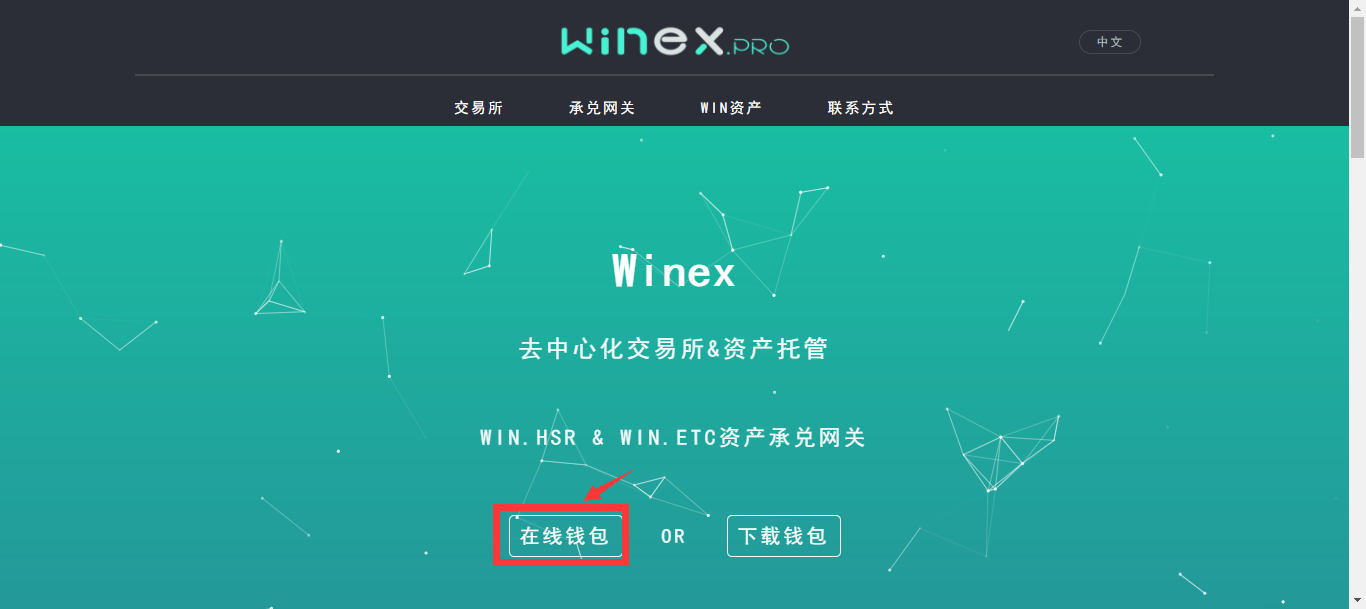 winex.PRO
中文
交易所 承兑网关 WIN资产 联系方式
Winex
去中心化交易所&资产托管
WIN.HSR & WIN.ETC资产承兑网关
在线钱包 OR 下载钱包